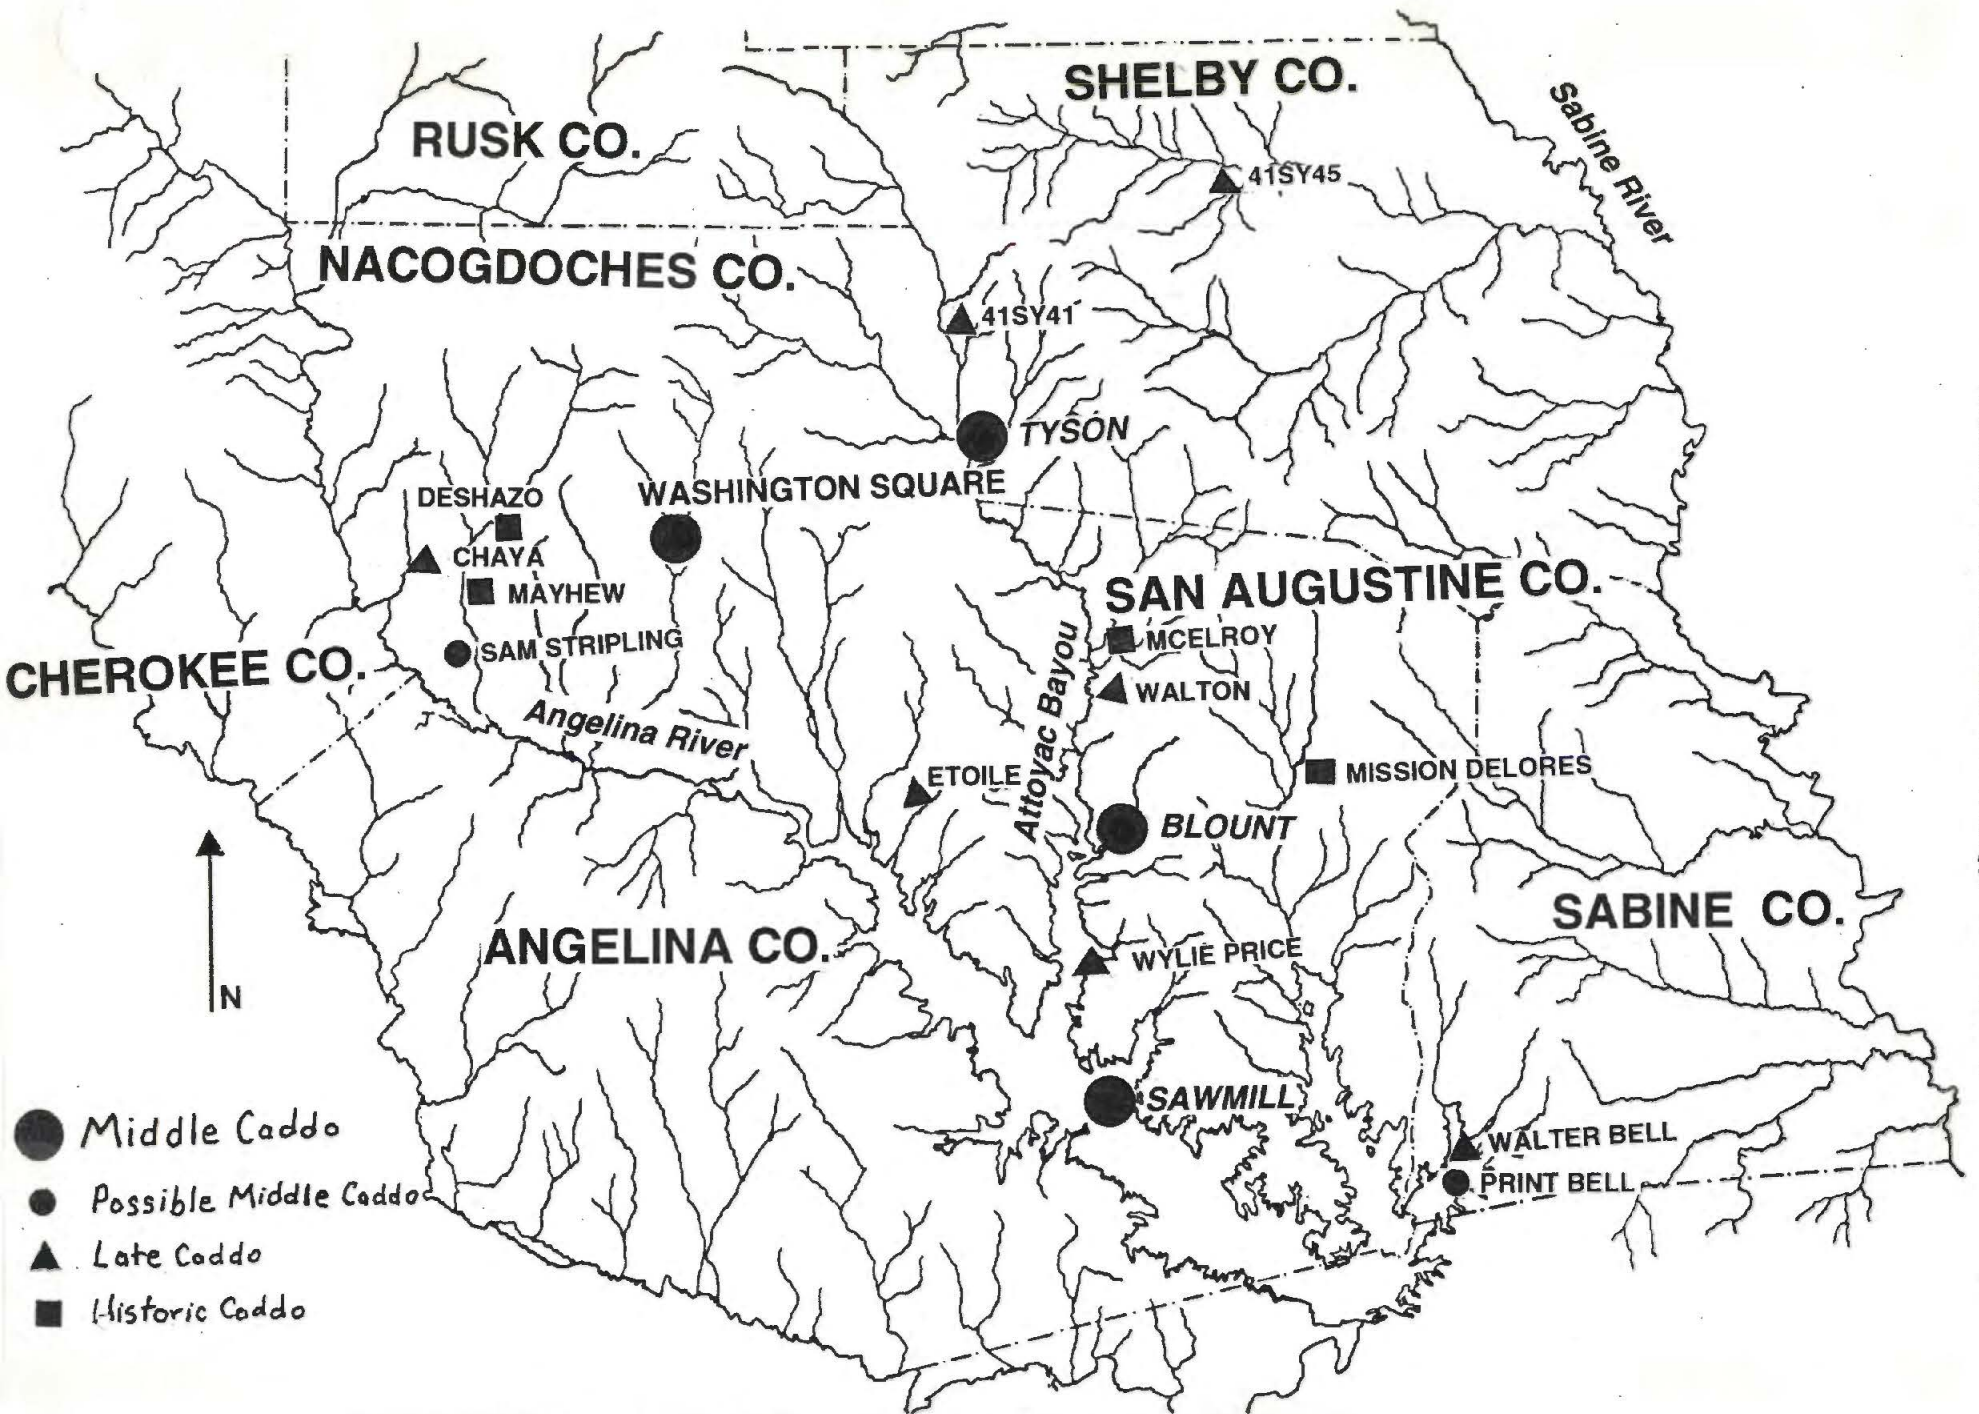 SHELBY CO.
Sabine River
RUSK CO.
41SY45
NACOGDOCHES CO.
41SY41
TYSON
WASHINGTON SQUARE
DESHAZO
CHAYA
MAYHEW
SAN AUGUSTINE CO.
MCELROY
SAM STRIPLING
CHEROKEE CO.
WALTON
Attoyac Bayou
Angelina River
ETOILE
MISSION DELORES
BLOUNT
SABINE CO.
ANGELINA CO.
WYLIE PRICE
N
SAWMILL
Middle Caddo
WALTER BELL
PRINT BELL
Possible Middle Caddo
Late Caddo
Historic Caddo